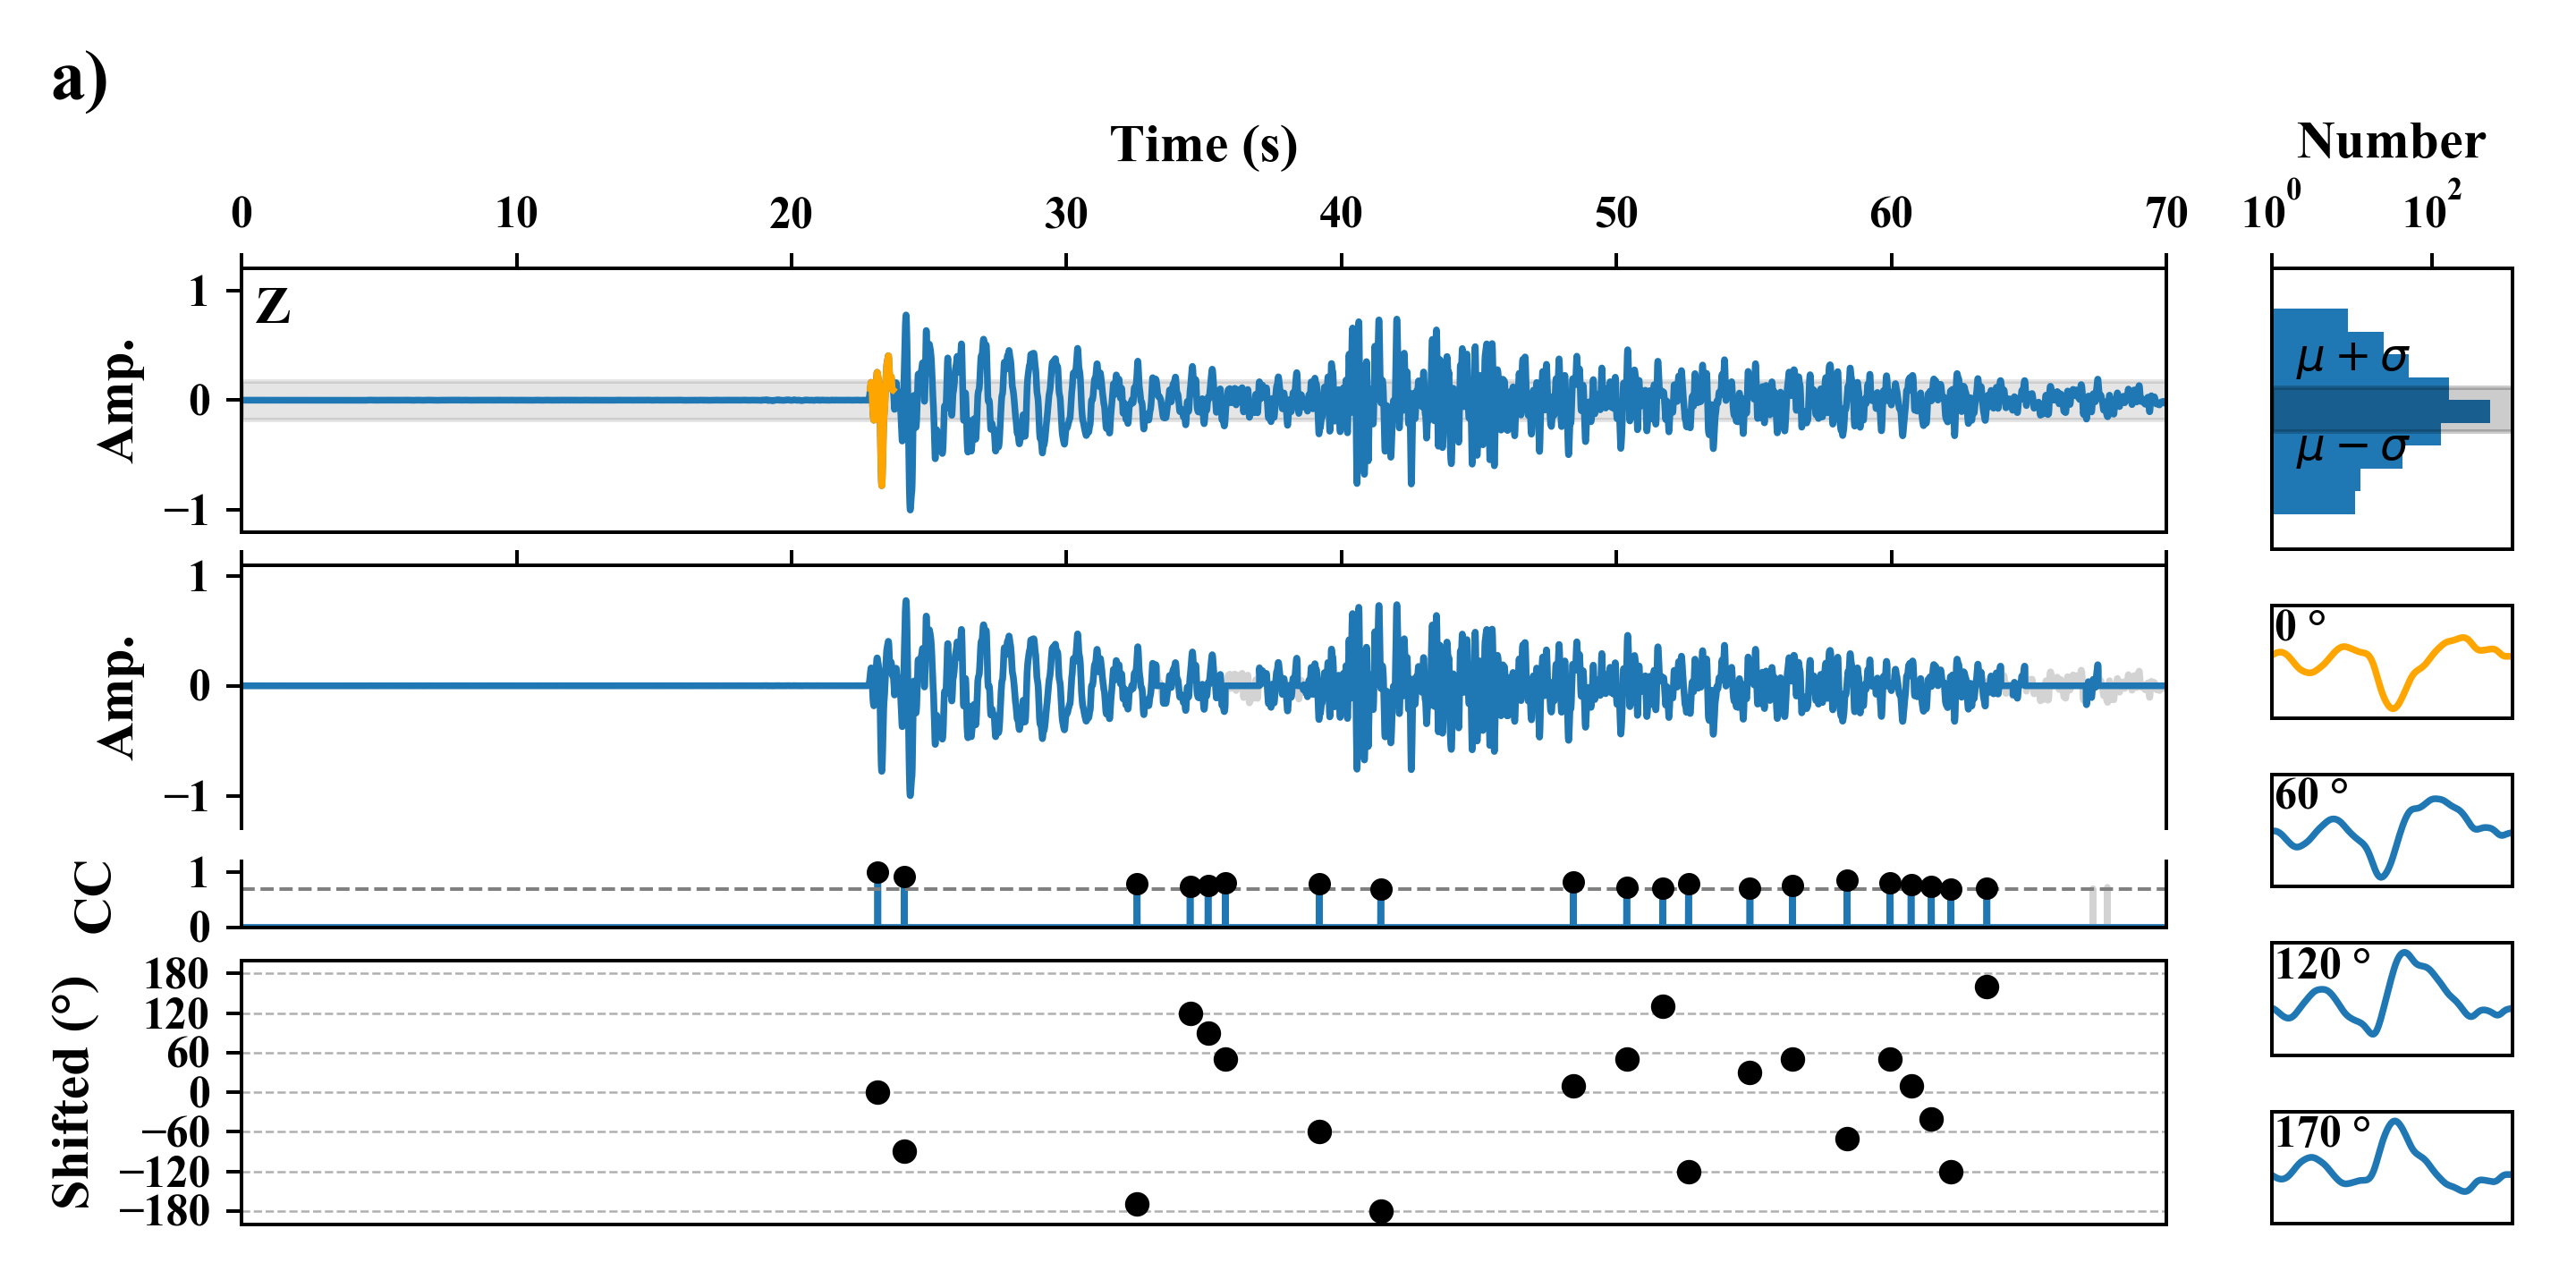 a)
Time (s)
Number
0 10 20 30 40 50 60 70
10^0 10^2
Amp.
1
0
−1
Z
μ + σ
μ − σ
Amp.
1
0
−1
0 °
60 °
CC
1
0
120 °
Shifted (°)
180
120
60
0
−60
−120
−180
170 °